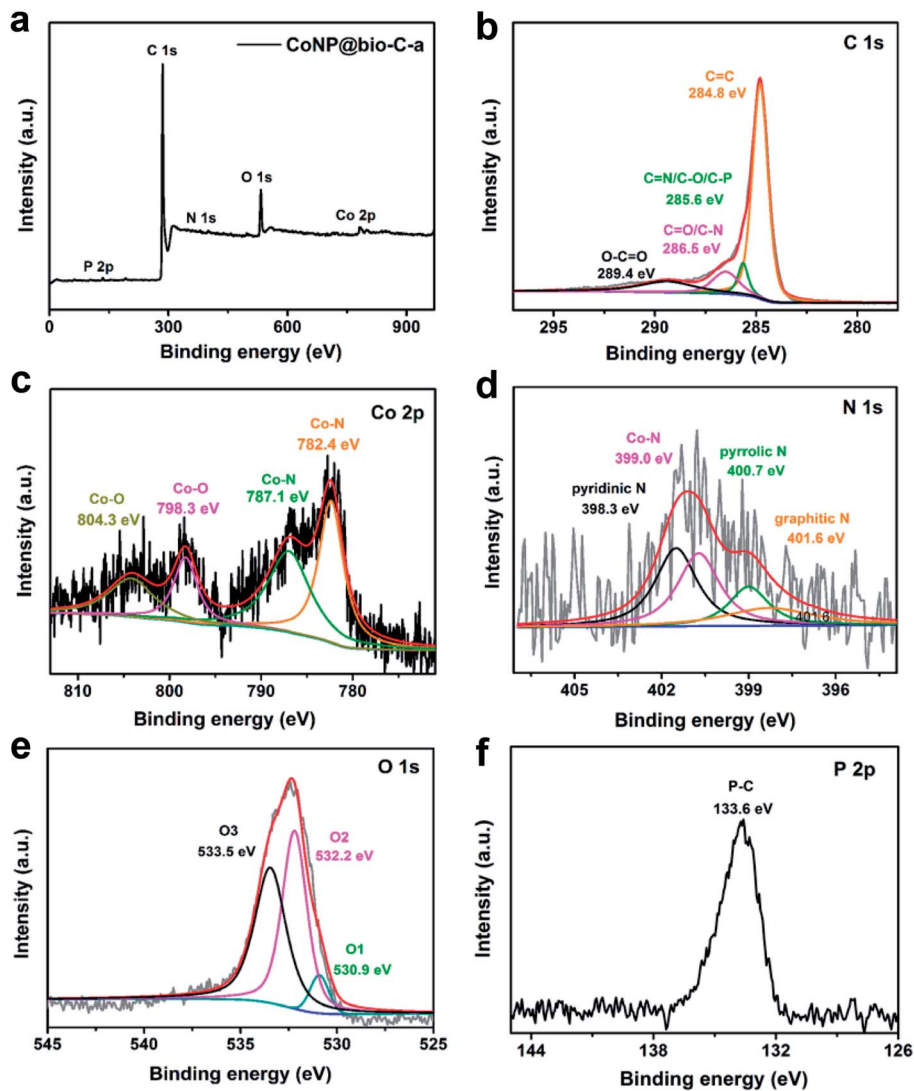 a
CoNP@bio-C-a
C 1s
O 1s
N 1s
Co 2p
P 2p
Intensity (a.u.)
0 300 600 900
Binding energy (eV)
b
C 1s
C=C
284.8 eV
C=N/C-O/C-P
285.6 eV
C=O/C-N
286.5 eV
O-C=O
289.4 eV
Intensity (a.u.)
295 290 285 280
Binding energy (eV)
c
Co 2p
Co-N
782.4 eV
Co-N
787.1 eV
Co-O
798.3 eV
Co-O
804.3 eV
Intensity (a.u.)
810 800 790 780
Binding energy (eV)
d
N 1s
Co-N
399.0 eV
pyrrolic N
400.7 eV
pyridinic N
398.3 eV
graphitic N
401.6 eV
401.6
Intensity (a.u.)
405 402 399 396
Binding energy (eV)
e
O 1s
O3
533.5 eV
O2
532.2 eV
O1
530.9 eV
Intensity (a.u.)
545 540 535 530 525
Binding energy (eV)
f
P 2p
P-C
133.6 eV
Intensity (a.u.)
144 138 132 126
Binding energy (eV)